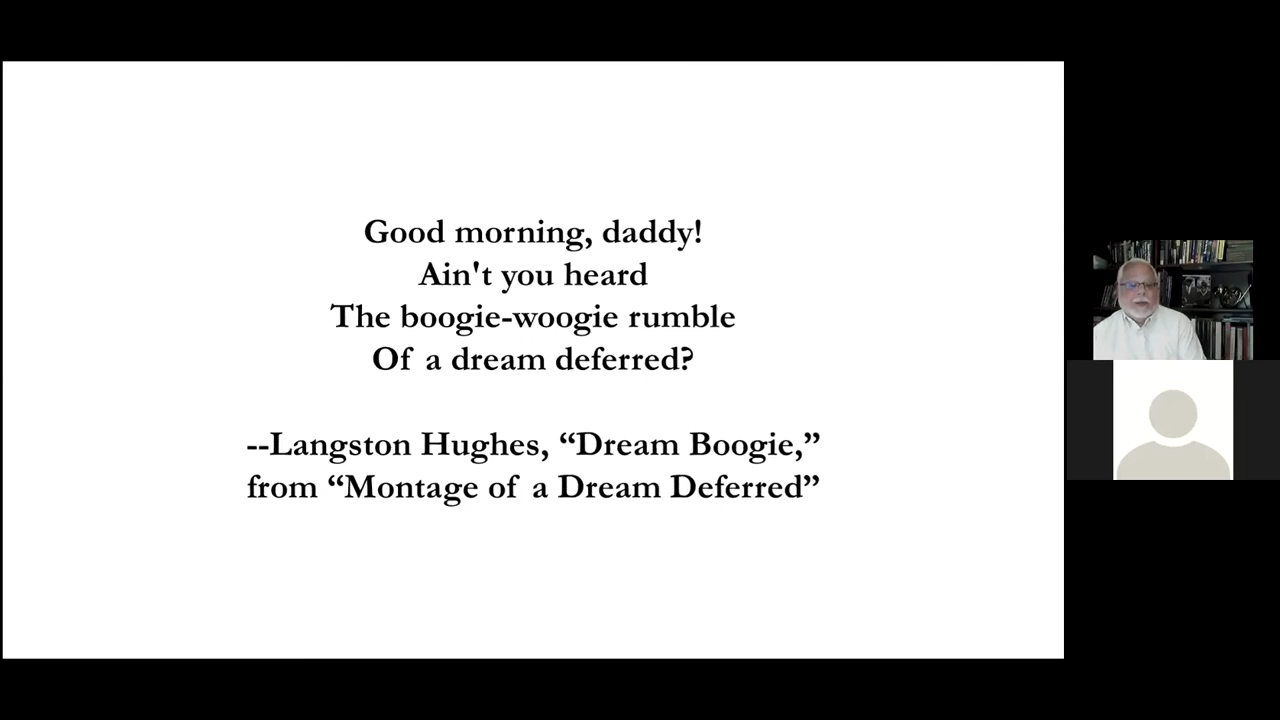 Good morning, daddy!
Ain't you heard
The boogie-woogie rumble
Of a dream deferred?
--Langston Hughes, “Dream Boogie,”
from “Montage of a Dream Deferred”